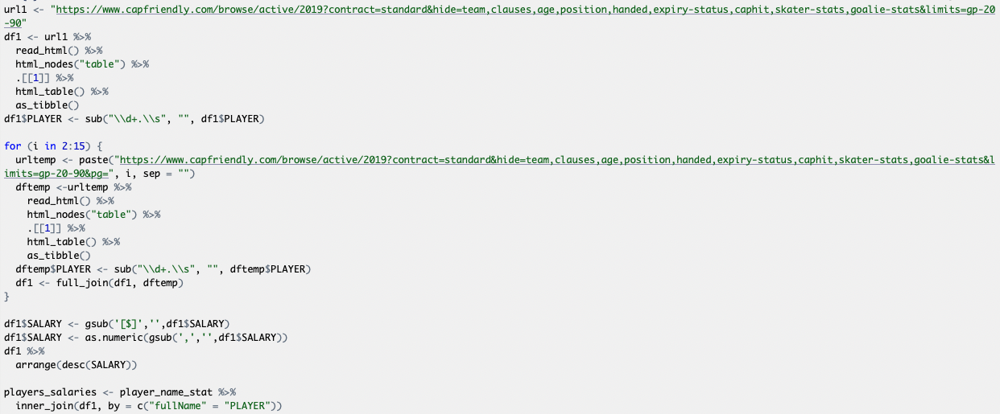 url1 <- "https://www.capfriendly.com/browse/active/2019?contract=standard&hide=team,clauses,age,position,handed,expiry-status,caphit,skater-stats,goalie-stats&limits=gp-20
-90"
df1 <- url1 %>%
  read_html() %>%
  html_nodes("table") %>%
  .[[1]] %>%
  html_table() %>%
  as_tibble()
df1$PLAYER <- sub("\\d+.\\s", "", df1$PLAYER)

for (i in 2:15) {
  urltemp <- paste("https://www.capfriendly.com/browse/active/2019?contract=standard&hide=team,clauses,age,position,handed,expiry-status,caphit,skater-stats,goalie-stats&l
imits=gp-20-90&pg=", i, sep = "")
  dftemp <-urltemp %>%
    read_html() %>%
    html_nodes("table") %>%
    .[[1]] %>%
    html_table() %>%
    as_tibble()
  dftemp$PLAYER <- sub("\\d+.\\s", "", dftemp$PLAYER)
  df1 <- full_join(df1, dftemp)
}

df1$SALARY <- gsub('[$]','',df1$SALARY)
df1$SALARY <- as.numeric(gsub(',','',df1$SALARY))
df1 %>%
  arrange(desc(SALARY))

players_salaries <- player_name_stat %>%
  inner_join(df1, by = c("fullName" = "PLAYER"))